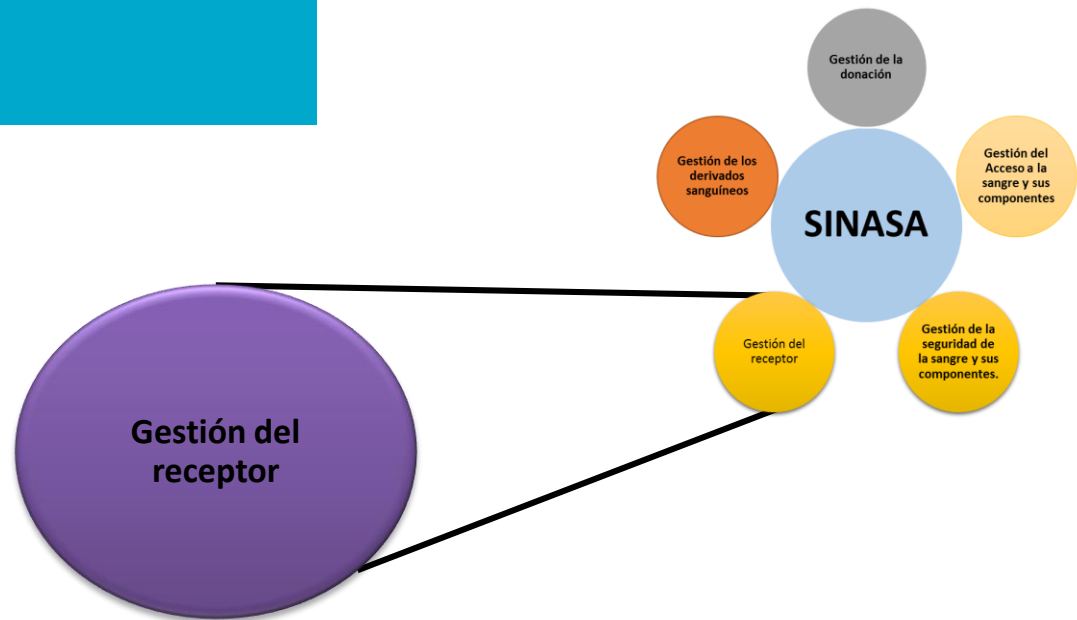 Gestión de la
donación
Gestión de los
derivados
sanguíneos
Gestión del
Acceso a la
sangre y sus
componentes
SINASA
Gestión del
receptor
Gestión de la
seguridad de
la sangre y sus
componentes.
Gestión del
receptor